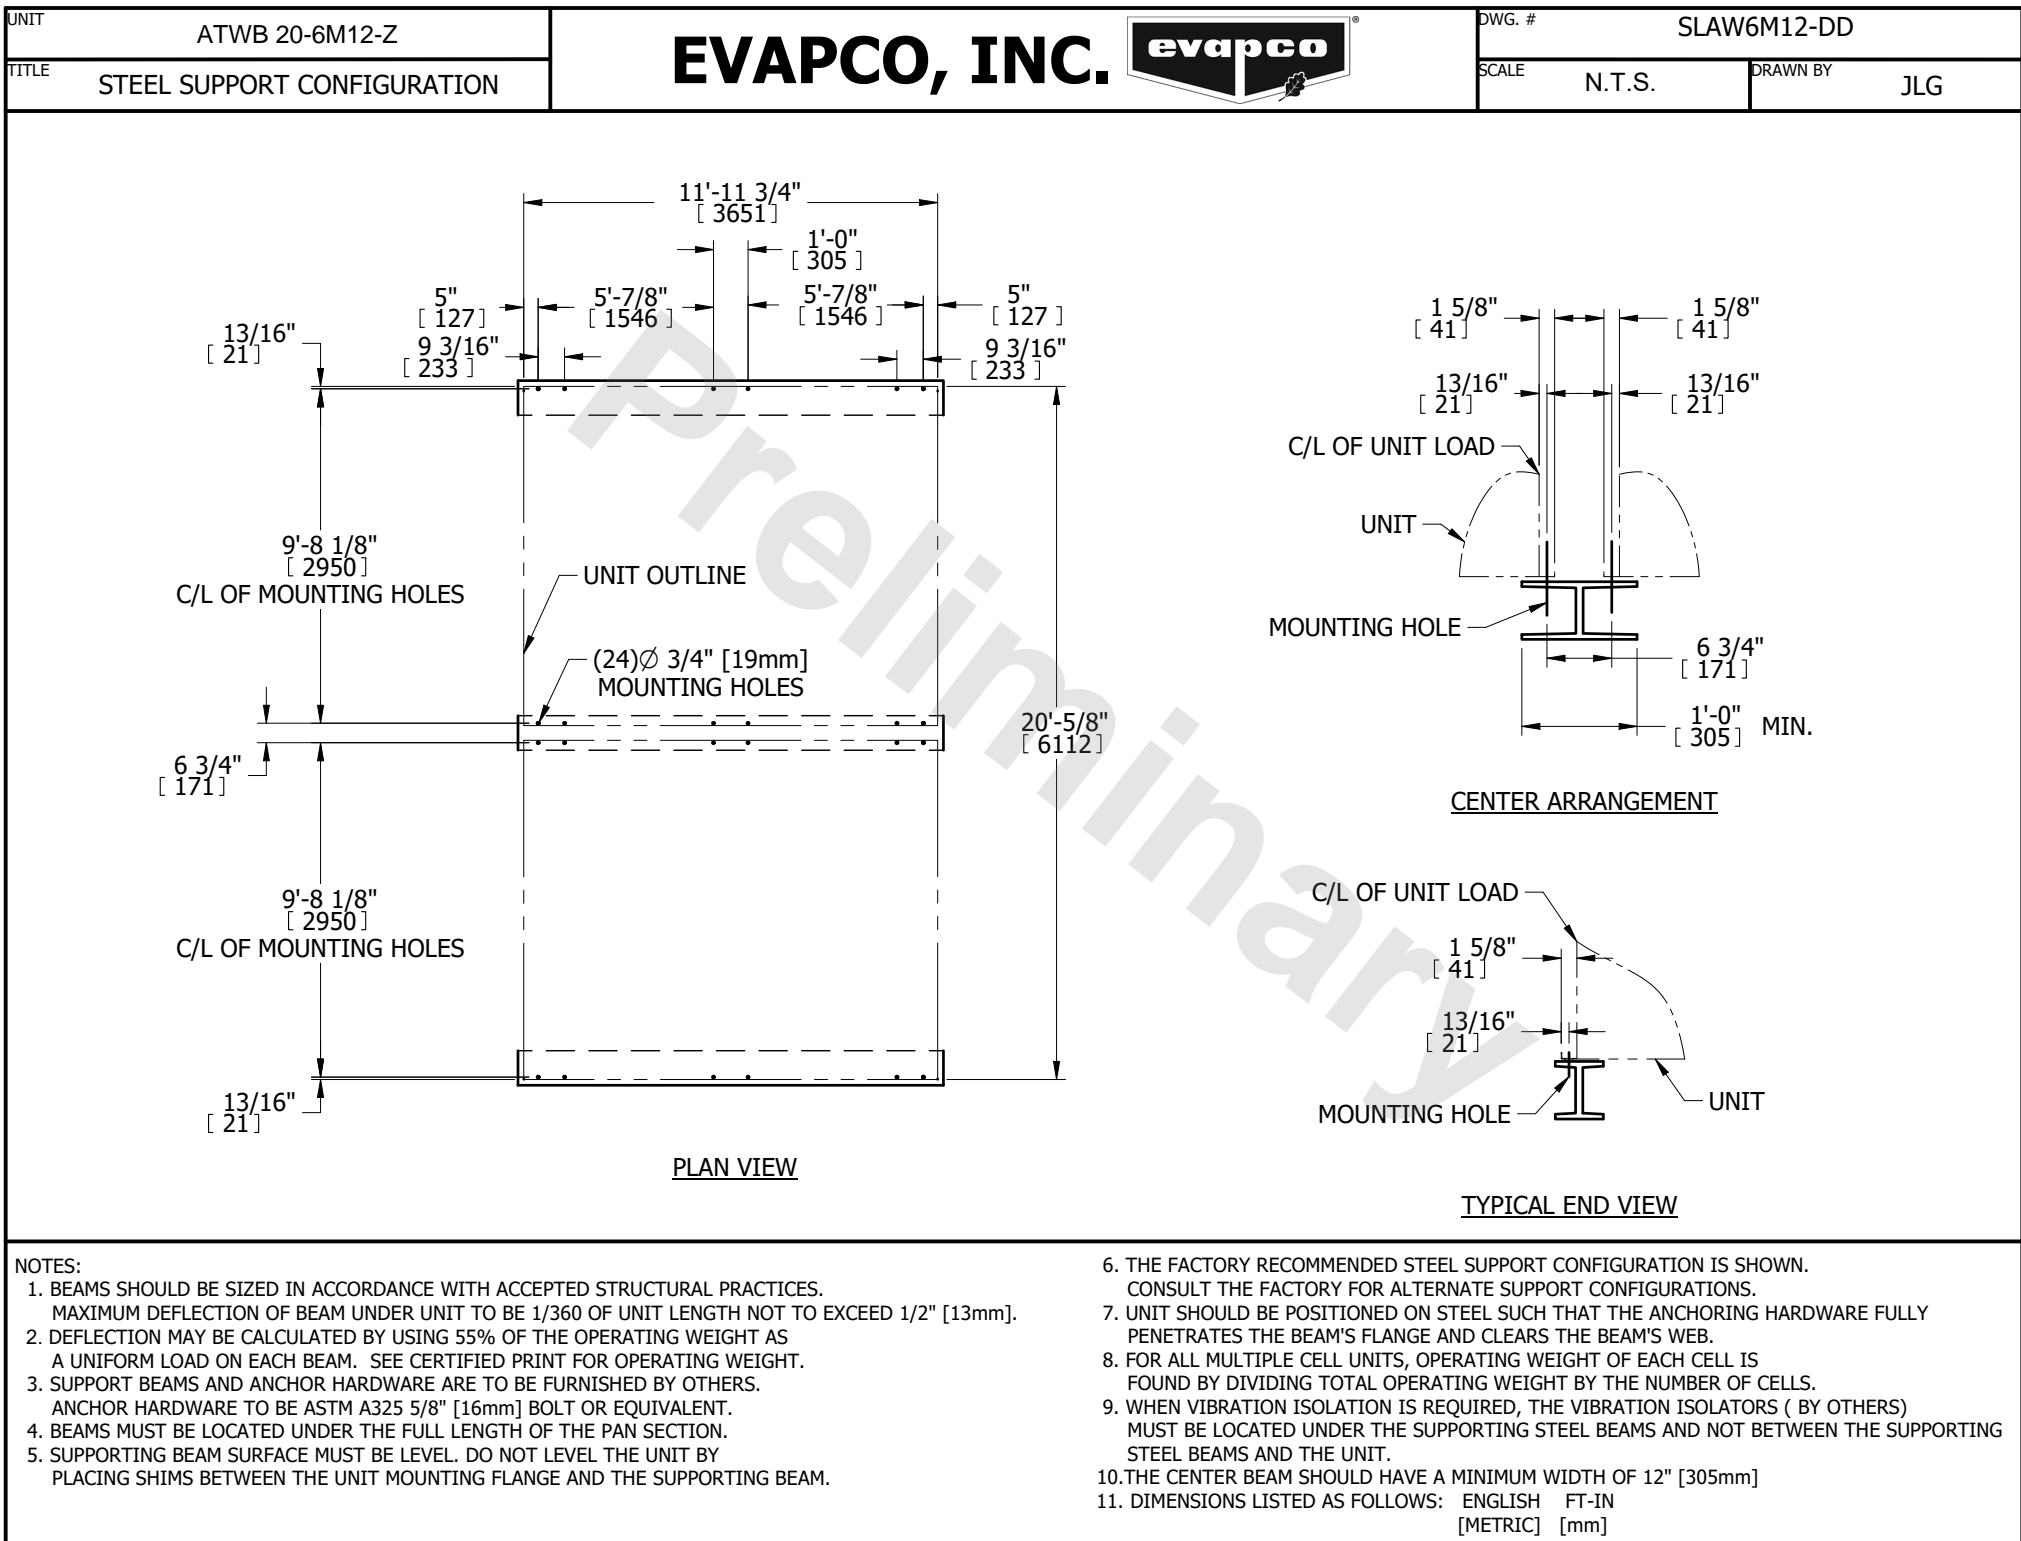 UNIT
ATWB 20-6M12-Z
TITLE
STEEL SUPPORT CONFIGURATION
EVAPCO, INC.
evapco
®
DWG. #
SLAW6M12-DD
SCALE
N.T.S.
DRAWN BY
JLG
11'-11 3/4"
[ 3651]
1'-0"
[ 305 ]
5"
[ 127]
5'-7/8"
[ 1546 ]
5'-7/8"
[ 1546 ]
5"
[ 127 ]
13/16"
[ 21]
9 3/16"
[ 233 ]
9 3/16"
[ 233 ]
9'-8 1/8"
[ 2950]
C/L OF MOUNTING HOLES
UNIT OUTLINE
(24)∅ 3/4" [19mm]
MOUNTING HOLES
20'-5/8"
[ 6112]
6 3/4"
[ 171]
9'-8 1/8"
[ 2950]
C/L OF MOUNTING HOLES
13/16"
[ 21]
PLAN VIEW
1 5/8"
[ 41]
1 5/8"
[ 41]
13/16"
[ 21]
13/16"
[ 21]
C/L OF UNIT LOAD
UNIT
MOUNTING HOLE
6 3/4"
[ 171]
1'-0"
[ 305] MIN.
CENTER ARRANGEMENT
C/L OF UNIT LOAD
1 5/8"
[ 41]
13/16"
[ 21]
MOUNTING HOLE
UNIT
TYPICAL END VIEW
Preliminary
NOTES:
1. BEAMS SHOULD BE SIZED IN ACCORDANCE WITH ACCEPTED STRUCTURAL PRACTICES.
MAXIMUM DEFLECTION OF BEAM UNDER UNIT TO BE 1/360 OF UNIT LENGTH NOT TO EXCEED 1/2" [13mm].
2. DEFLECTION MAY BE CALCULATED BY USING 55% OF THE OPERATING WEIGHT AS
A UNIFORM LOAD ON EACH BEAM. SEE CERTIFIED PRINT FOR OPERATING WEIGHT.
3. SUPPORT BEAMS AND ANCHOR HARDWARE ARE TO BE FURNISHED BY OTHERS.
ANCHOR HARDWARE TO BE ASTM A325 5/8" [16mm] BOLT OR EQUIVALENT.
4. BEAMS MUST BE LOCATED UNDER THE FULL LENGTH OF THE PAN SECTION.
5. SUPPORTING BEAM SURFACE MUST BE LEVEL. DO NOT LEVEL THE UNIT BY
PLACING SHIMS BETWEEN THE UNIT MOUNTING FLANGE AND THE SUPPORTING BEAM.
6. THE FACTORY RECOMMENDED STEEL SUPPORT CONFIGURATION IS SHOWN.
CONSULT THE FACTORY FOR ALTERNATE SUPPORT CONFIGURATIONS.
7. UNIT SHOULD BE POSITIONED ON STEEL SUCH THAT THE ANCHORING HARDWARE FULLY
PENETRATES THE BEAM'S FLANGE AND CLEARS THE BEAM'S WEB.
8. FOR ALL MULTIPLE CELL UNITS, OPERATING WEIGHT OF EACH CELL IS
FOUND BY DIVIDING TOTAL OPERATING WEIGHT BY THE NUMBER OF CELLS.
9. WHEN VIBRATION ISOLATION IS REQUIRED, THE VIBRATION ISOLATORS ( BY OTHERS)
MUST BE LOCATED UNDER THE SUPPORTING STEEL BEAMS AND NOT BETWEEN THE SUPPORTING
STEEL BEAMS AND THE UNIT.
10.THE CENTER BEAM SHOULD HAVE A MINIMUM WIDTH OF 12" [305mm]
11. DIMENSIONS LISTED AS FOLLOWS: ENGLISH FT-IN
[METRIC] [mm]